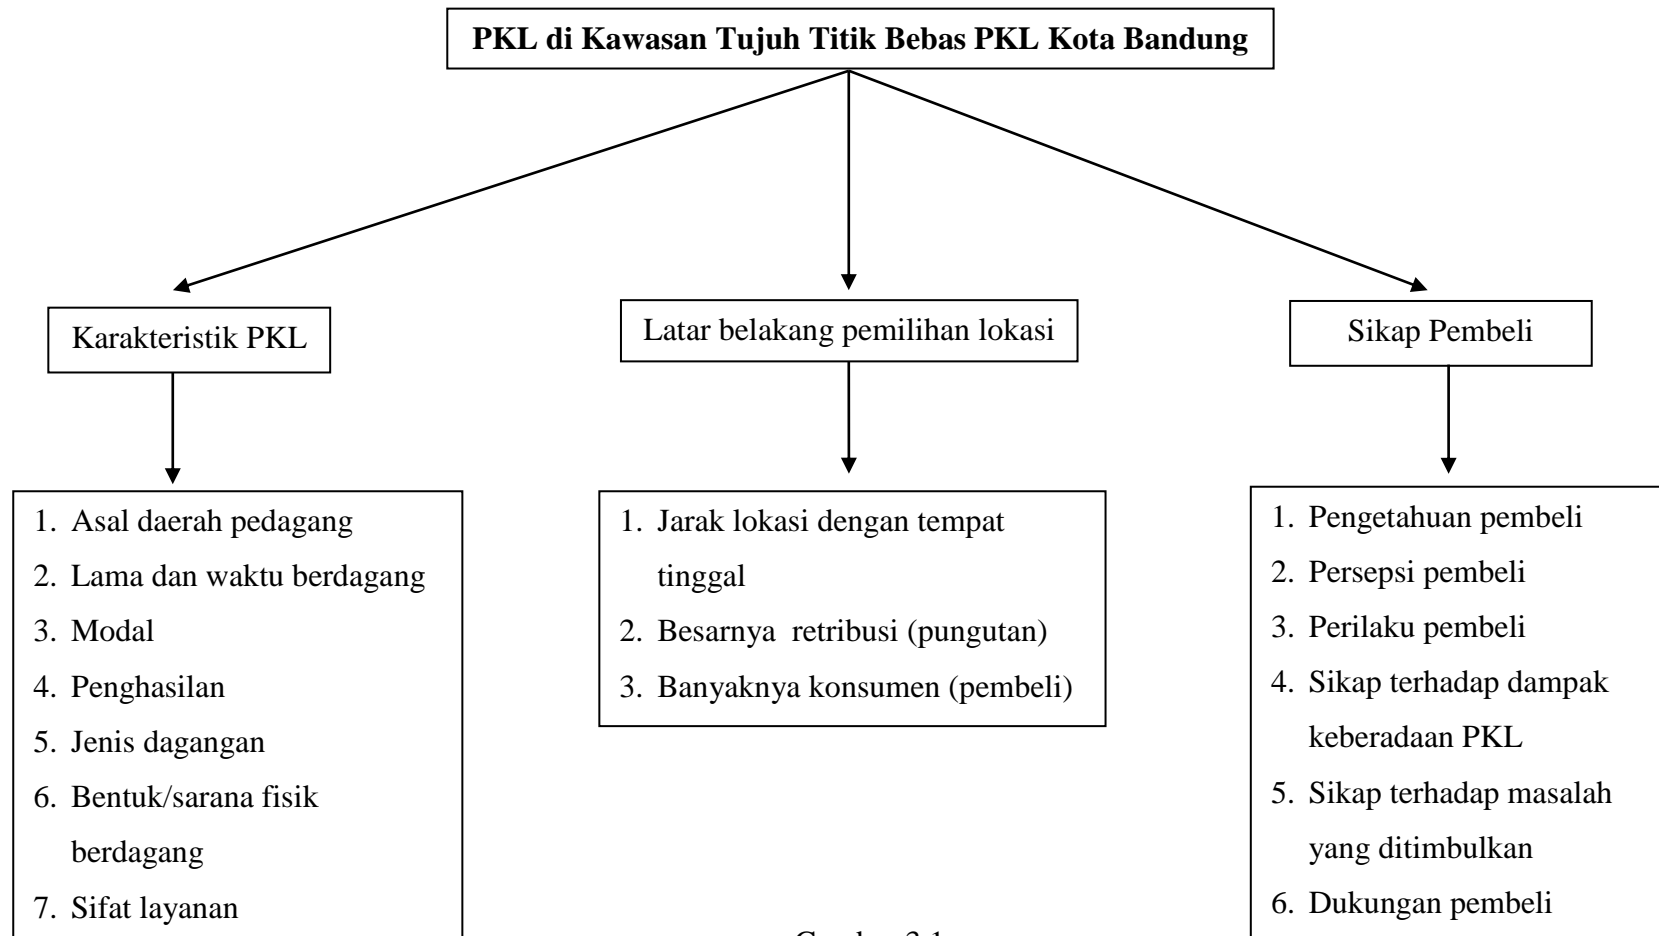 PKL di Kawasan Tujuh Titik Bebas PKL Kota Bandung
Karakteristik PKL
Latar belakang pemilihan lokasi
Sikap Pembeli
1. Asal daerah pedagang
2. Lama dan waktu berdagang
3. Modal
4. Penghasilan
5. Jenis dagangan
6. Bentuk/sarana fisik
berdagang
7. Sifat layanan
1. Jarak lokasi dengan tempat
tinggal
2. Besarnya retribusi (pungutan)
3. Banyaknya konsumen (pembeli)
1. Pengetahuan pembeli
2. Persepsi pembeli
3. Perilaku pembeli
4. Sikap terhadap dampak
keberadaan PKL
5. Sikap terhadap masalah
yang ditimbulkan
6. Dukungan pembeli
Gambar 3.1